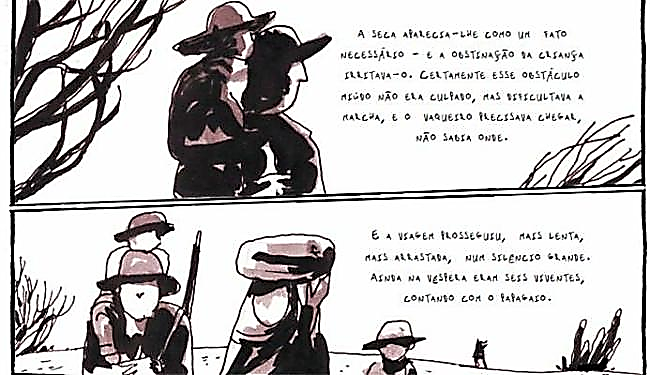 A SECA APARECIA-LHE COMO UM FATO
NECESSÁRIO - E A OBSTINAÇÃO DA CRIANÇA
IRRITAVA-O. CERTAMENTE ESSE OBSTÁCULO
MIÚDO NÃO ERA CULPADO, MAS DIFICULTAVA A
MARCHA, E O VAQUEIRO PRECISAVA CHEGAR,
NÃO SABIA ONDE.
E A VIAGEM PROSSEGUIU, MAIS LENTA,
MAIS ARRASTADA, NUM SILÊNCIO GRANDE.
AINDA NA VÉSPERA ERAM SEIS VIVENTES,
CONTANDO COM O PAPAGAIO.